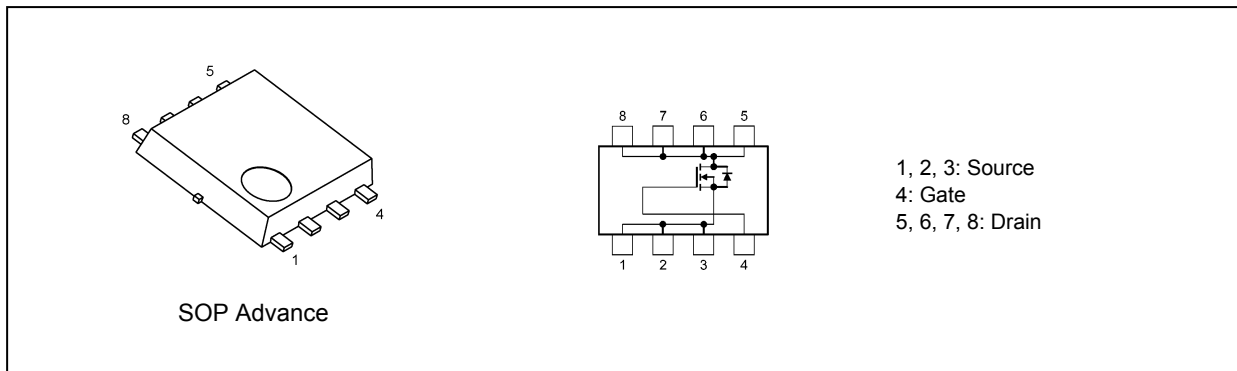 5
8
4
1
SOP Advance
8 7 6 5
1 2 3 4
1, 2, 3: Source
4: Gate
5, 6, 7, 8: Drain